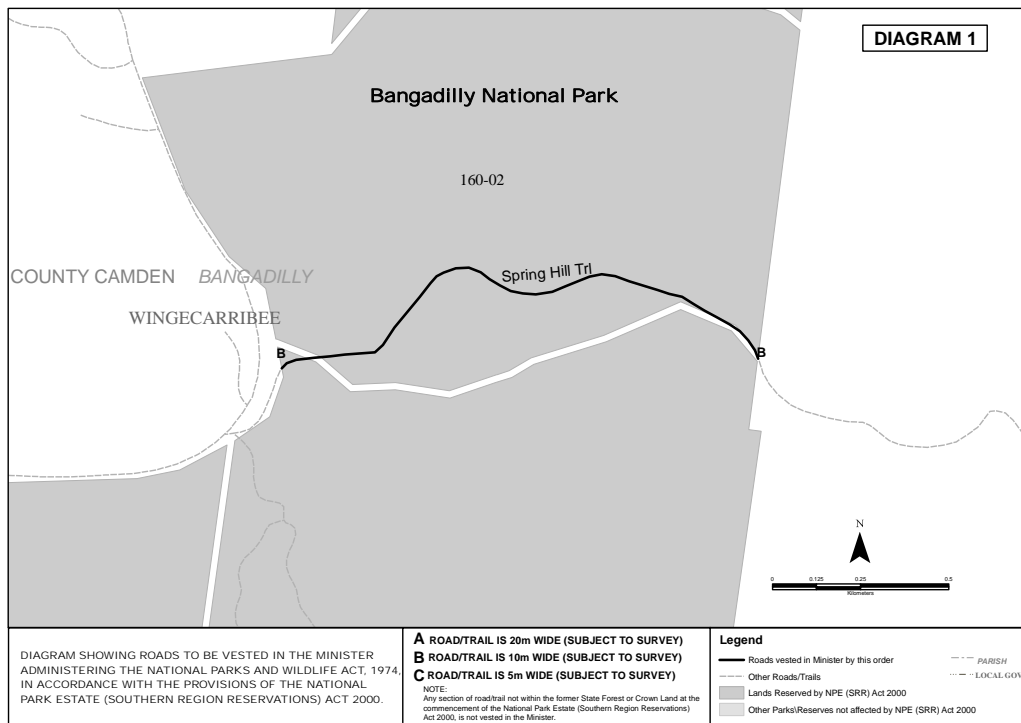 DIAGRAM 1
Bangadilly National Park
160-02
Spring Hill Trl
COUNTY CAMDEN BANGADILLY
WINGECARRIBEE
B
B
N
0 0.125 0.25 0.5
Kilometers
DIAGRAM SHOWING ROADS TO BE VESTED IN THE MINISTER
ADMINISTERING THE NATIONAL PARKS AND WILDLIFE ACT, 1974,
IN ACCORDANCE WITH THE PROVISIONS OF THE NATIONAL
PARK ESTATE (SOUTHERN REGION RESERVATIONS) ACT 2000.
A ROAD/TRAIL IS 20m WIDE (SUBJECT TO SURVEY)
B ROAD/TRAIL IS 10m WIDE (SUBJECT TO SURVEY)
C ROAD/TRAIL IS 5m WIDE (SUBJECT TO SURVEY)
NOTE:
Any section of road/trail not within the former State Forest or Crown Land at the
commencement of the National Park Estate (Southern Region Reservations)
Act 2000, is not vested in the Minister.
Legend
Roads vested in Minister by this order
Other Roads/Trails
Lands Reserved by NPE (SRR) Act 2000
Other Parks\Reserves not affected by NPE (SRR) Act 2000
PARISH
LOCAL GOV